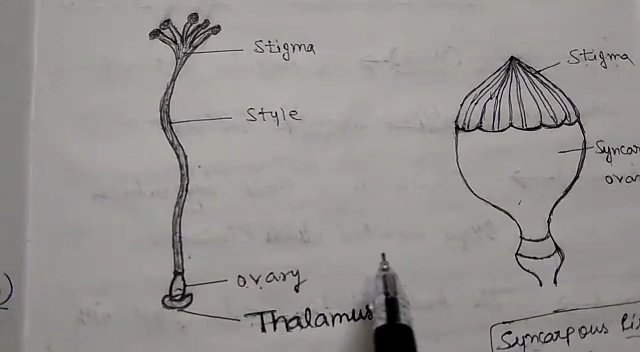 Stigma
Style
ovary
Thalamus
Stigma
Syncar
ovar
Syncarpous
)